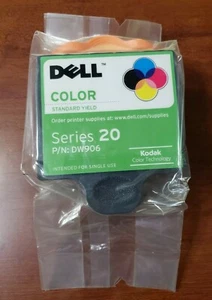 DELL™
COLOR
STANDARD YIELD
Order printer supplies at: www.dell.com/supplies
Series 20
P/N: DW906
Kodak
Color Technology
INTENDED FOR SINGLE USE